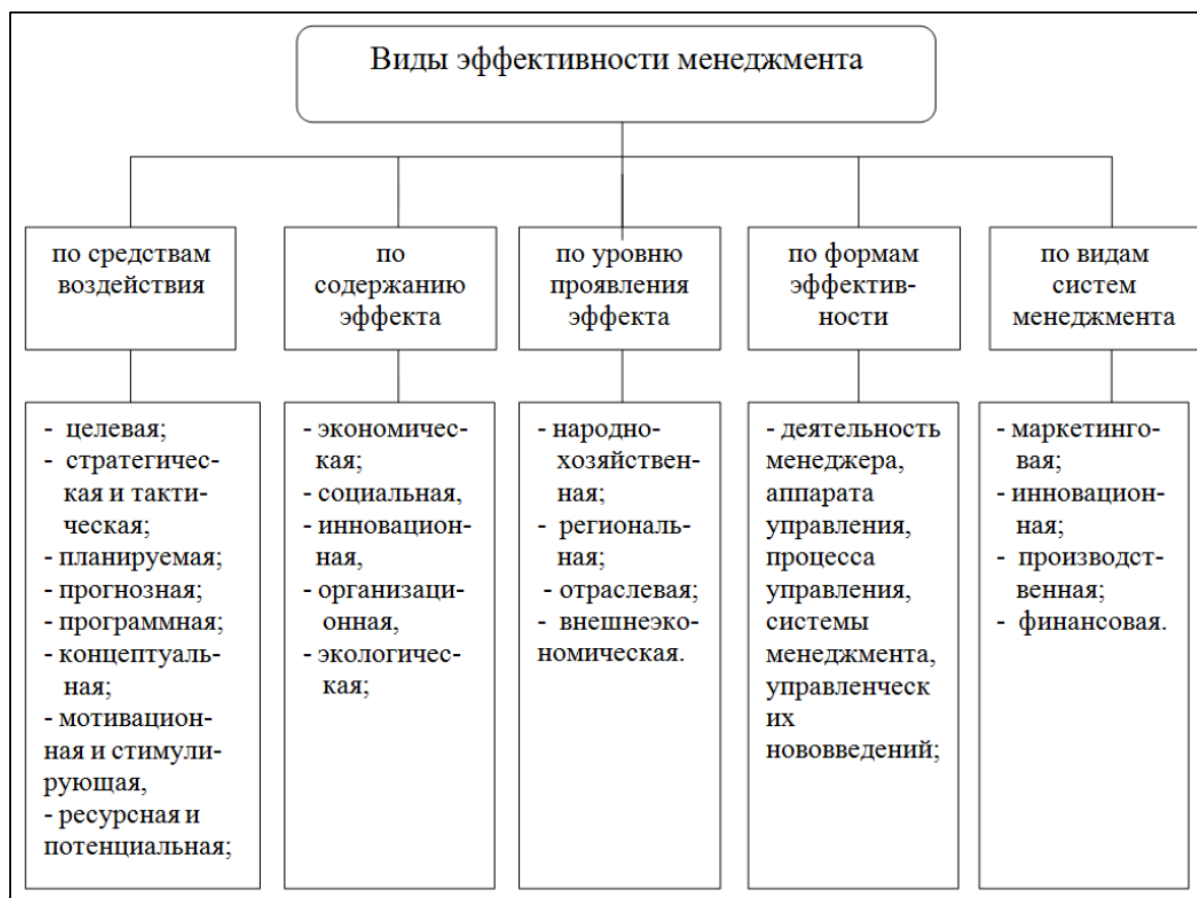 Виды эффективности менеджмента
по средствам
воздействия
по
содержанию
эффекта
по уровню
проявления
эффекта
по формам
эффектив-
ности
по видам
систем
менеджмента
- целевая;
- стратегичес-
кая и такти-
ческая;
- планируемая;
- прогнозная;
- программная;
- концептуаль-
ная;
- мотивацион-
ная и стимули-
рующая,
- ресурсная и
потенциальная;
- экономичес-
кая;
- социальная,
- инновацион-
ная,
- организаци-
онная,
- экологичес-
кая;
- народно-
хозяйствен-
ная;
- региональ-
ная;
- отраслевая;
- внешнеэко-
номическая.
- деятельность
менеджера,
аппарата
управления,
процесса
управления,
системы
менеджмента,
управленческ
их
нововведений;
- маркетинго-
вая;
- инновацион-
ная;
- производст-
венная;
- финансовая.